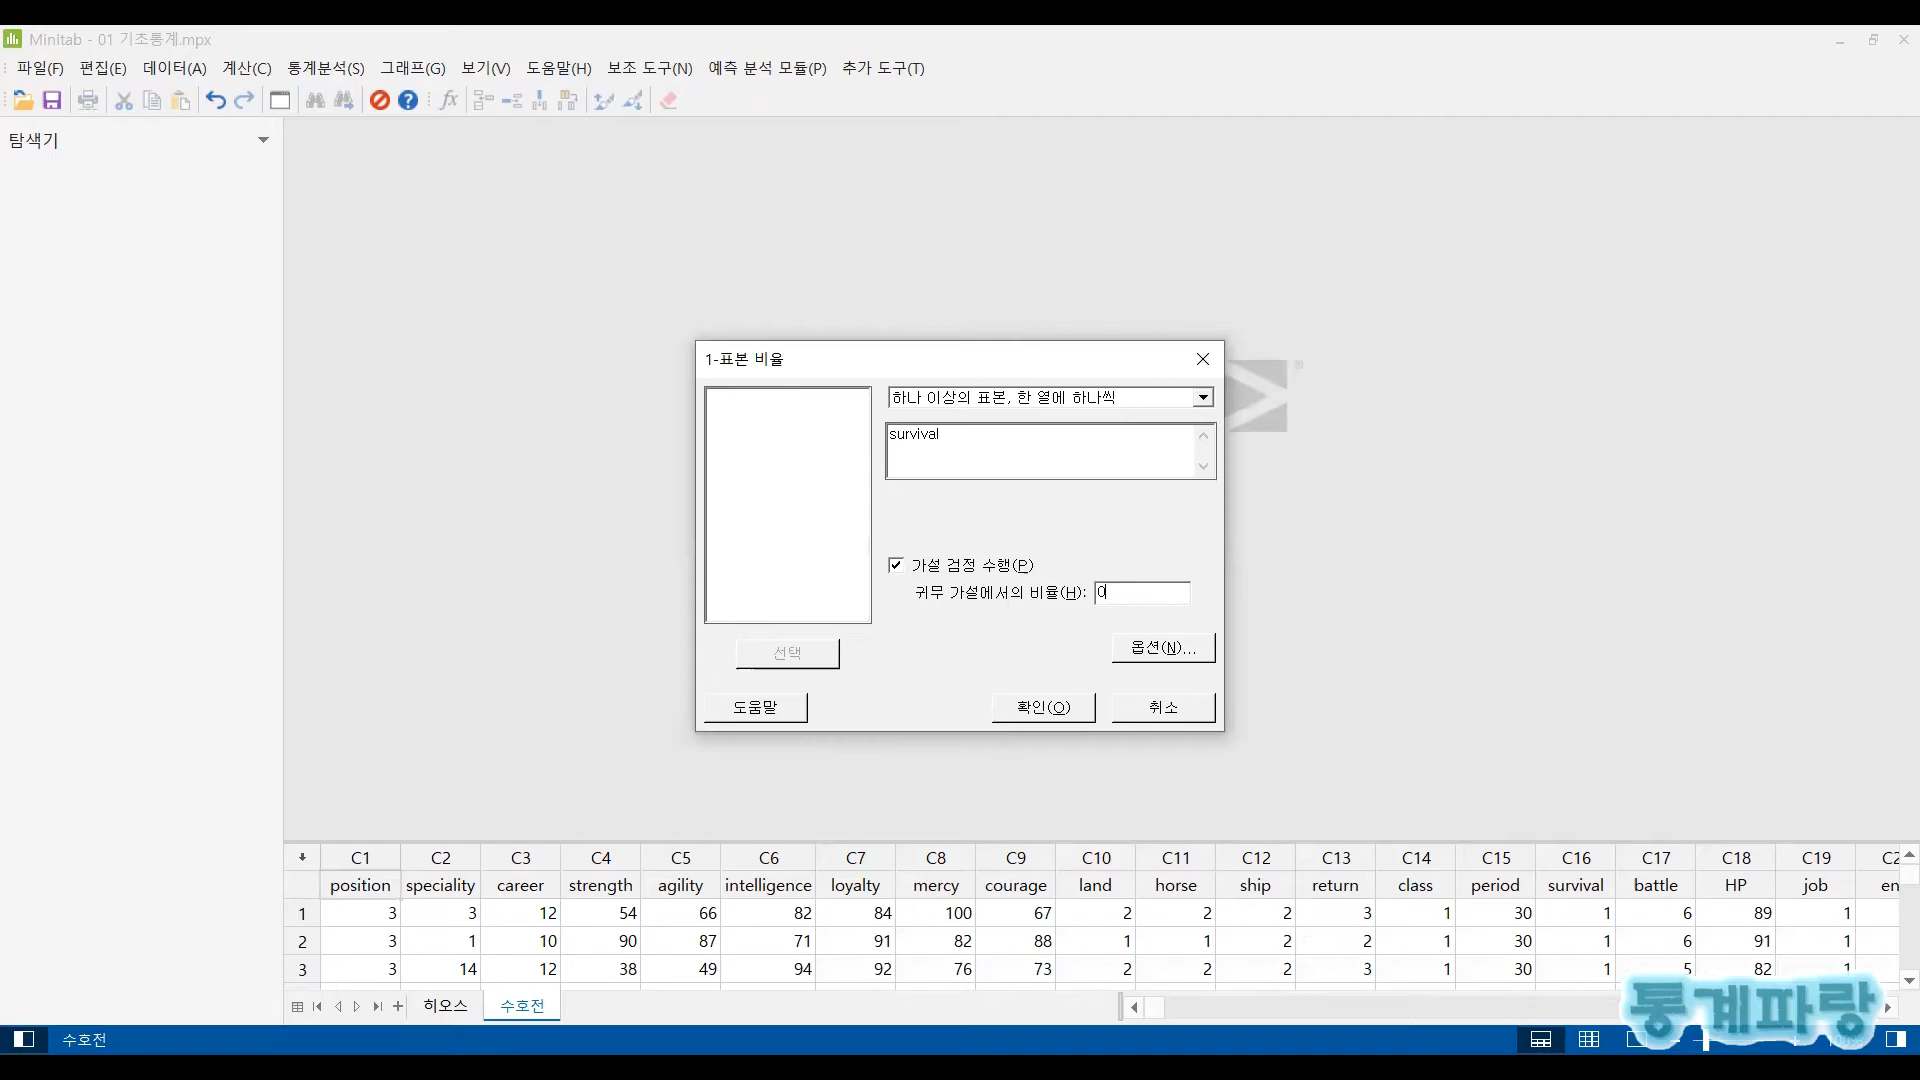 Minitab - 01 기초통계.mpx
파일(F) 편집(E) 데이터(A) 계산(C) 통계분석(S) 그래프(G) 보기(V) 도움말(H) 보조 도구(N) 예측 분석 모듈(P) 추가 도구(T)
탐색기
1-표본 비율
하나 이상의 표본, 한 열에 하나씩
survival
가설 검정 수행(P)
귀무 가설에서의 비율(H): 0
선택 옵션(N)...
도움말 확인(O) 취소
C1 C2 C3 C4 C5 C6 C7 C8 C9 C10 C11 C12 C13 C14 C15 C16 C17 C18 C19 C2
position speciality career strength agility intelligence loyalty mercy courage land horse ship return class period survival battle HP job en
1 3 3 12 54 66 82 84 100 67 2 2 2 3 1 30 1 6 89 1
2 3 1 10 90 87 71 91 82 88 1 1 2 2 1 30 1 6 91 1
3 3 14 12 38 49 94 92 76 73 2 2 2 3 1 30 1 5 82 1
히오스 수호전
통계파랑
수호전